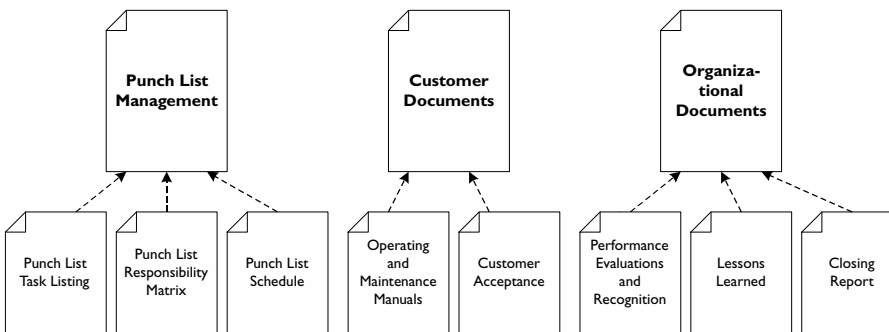 Punch List
Management
Customer
Documents
Organiza-
tional
Documents
Punch List
Task Listing
Punch List
Responsibility
Matrix
Punch List
Schedule
Operating
and
Maintenance
Manuals
Customer
Acceptance
Performance
Evaluations
and
Recognition
Lessons
Learned
Closing
Report